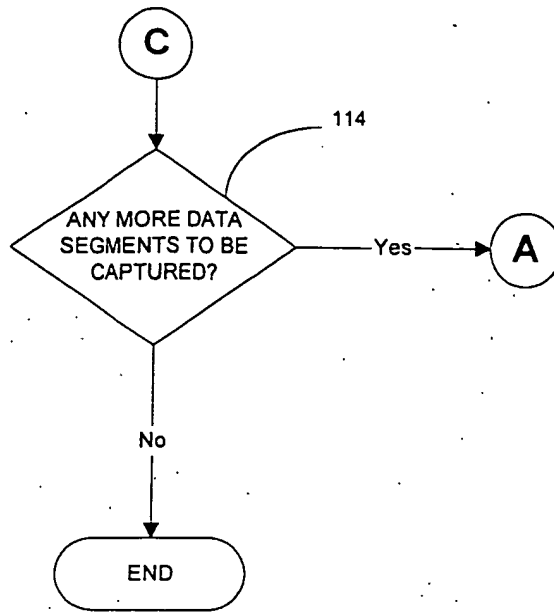 C
114
ANY MORE DATA
SEGMENTS TO BE
CAPTURED?
Yes
A
No
END